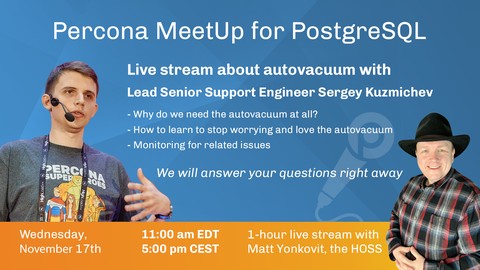 Percona MeetUp for PostgreSQL
Live stream about autovacuum with
Lead Senior Support Engineer Sergey Kuzmichev
- Why do we need the autovacuum at all?
- How to learn to stop worrying and love the autovacuum
- Monitoring for related issues
We will answer your questions right away
PERCONA
SUPERHEROES
Wednesday,
November 17th
11:00 am EDT
5:00 pm CEST
1-hour live stream with
Matt Yonkovit, the HOSS